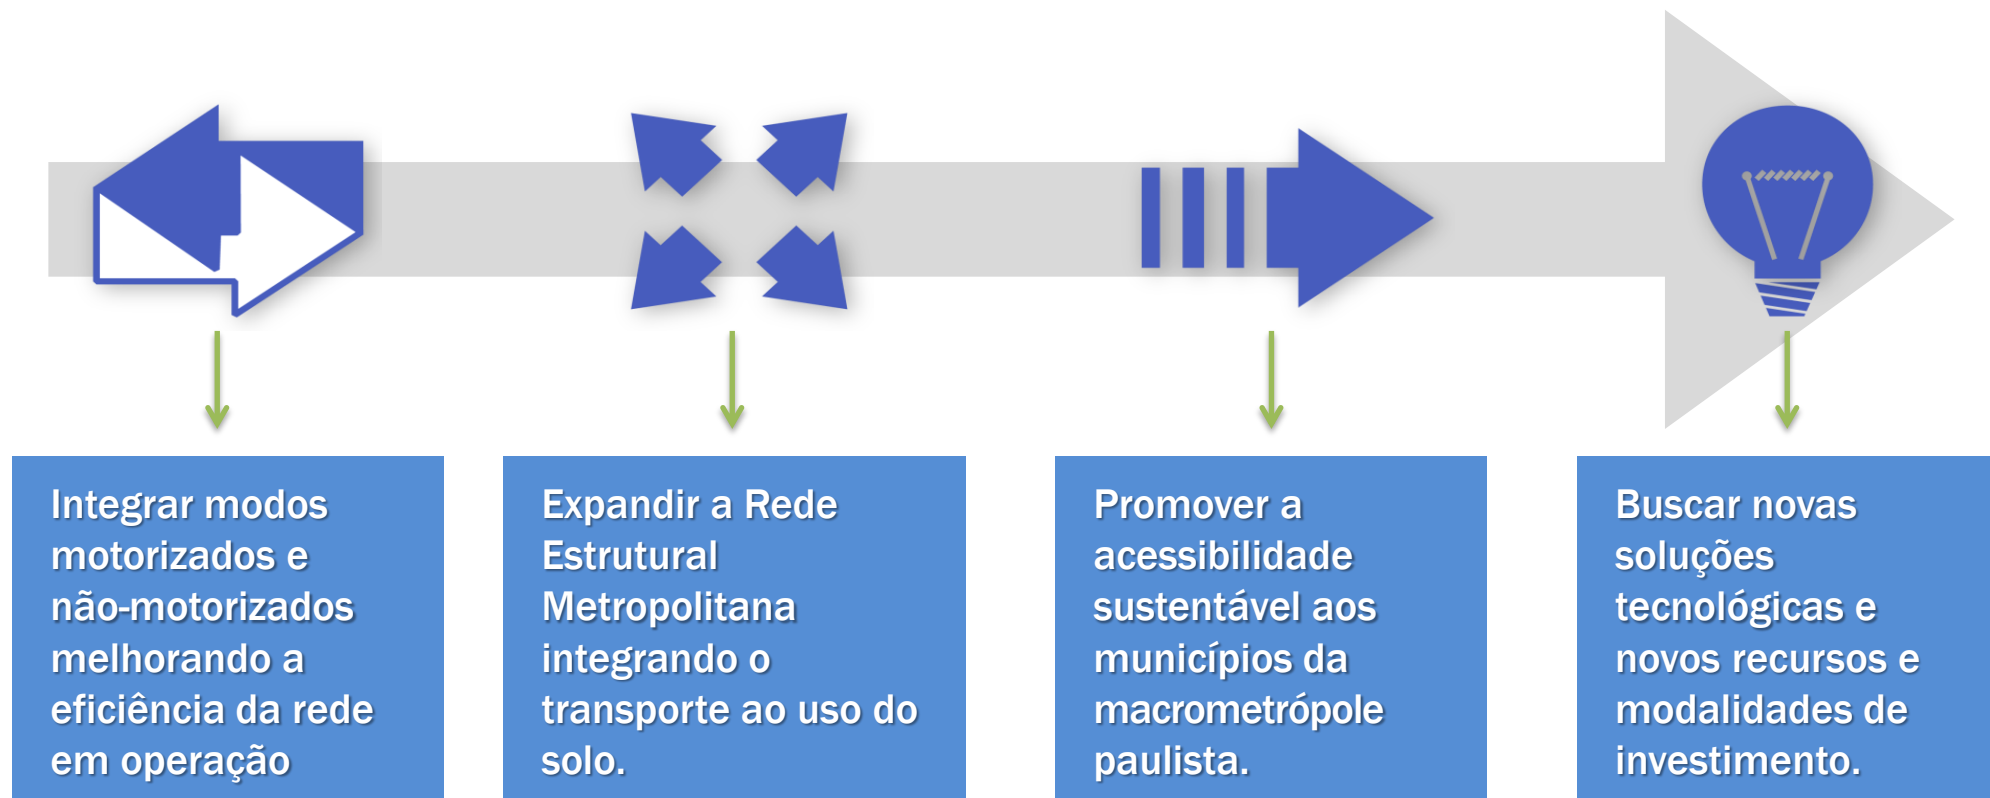 Integrar modos
motorizados e
não-motorizados
melhorando a
eficiência da rede
em operação
Expandir a Rede
Estrutural
Metropolitana
integrando o
transporte ao uso do
solo.
Promover a
acessibilidade
sustentável aos
municípios da
macrometrópole
paulista.
Buscar novas
soluções
tecnológicas e
novos recursos e
modalidades de
investimento.